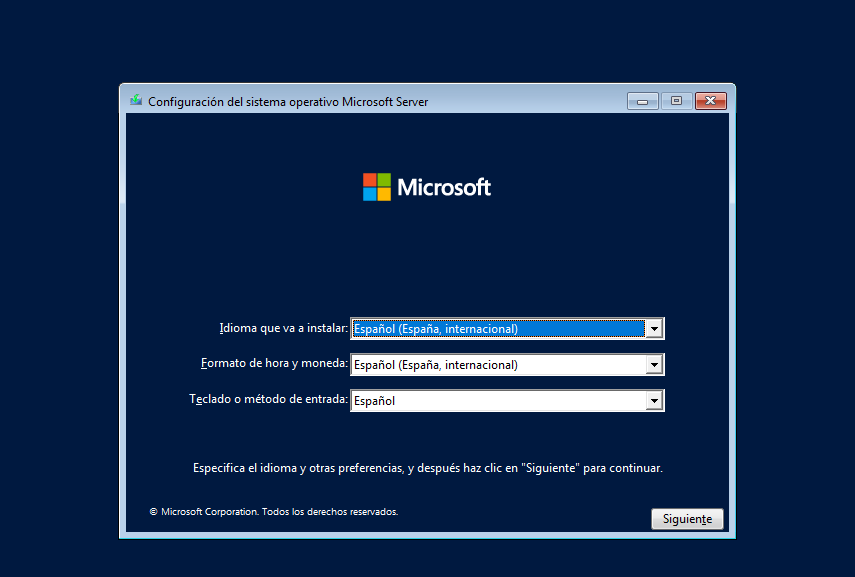 Configuración del sistema operativo Microsoft Server
Microsoft
Idioma que va a instalar: Español (España, internacional)
Formato de hora y moneda: Español (España, internacional)
Teclado o método de entrada: Español
Especifica el idioma y otras preferencias, y después haz clic en "Siguiente" para continuar.
© Microsoft Corporation. Todos los derechos reservados.
Siguiente